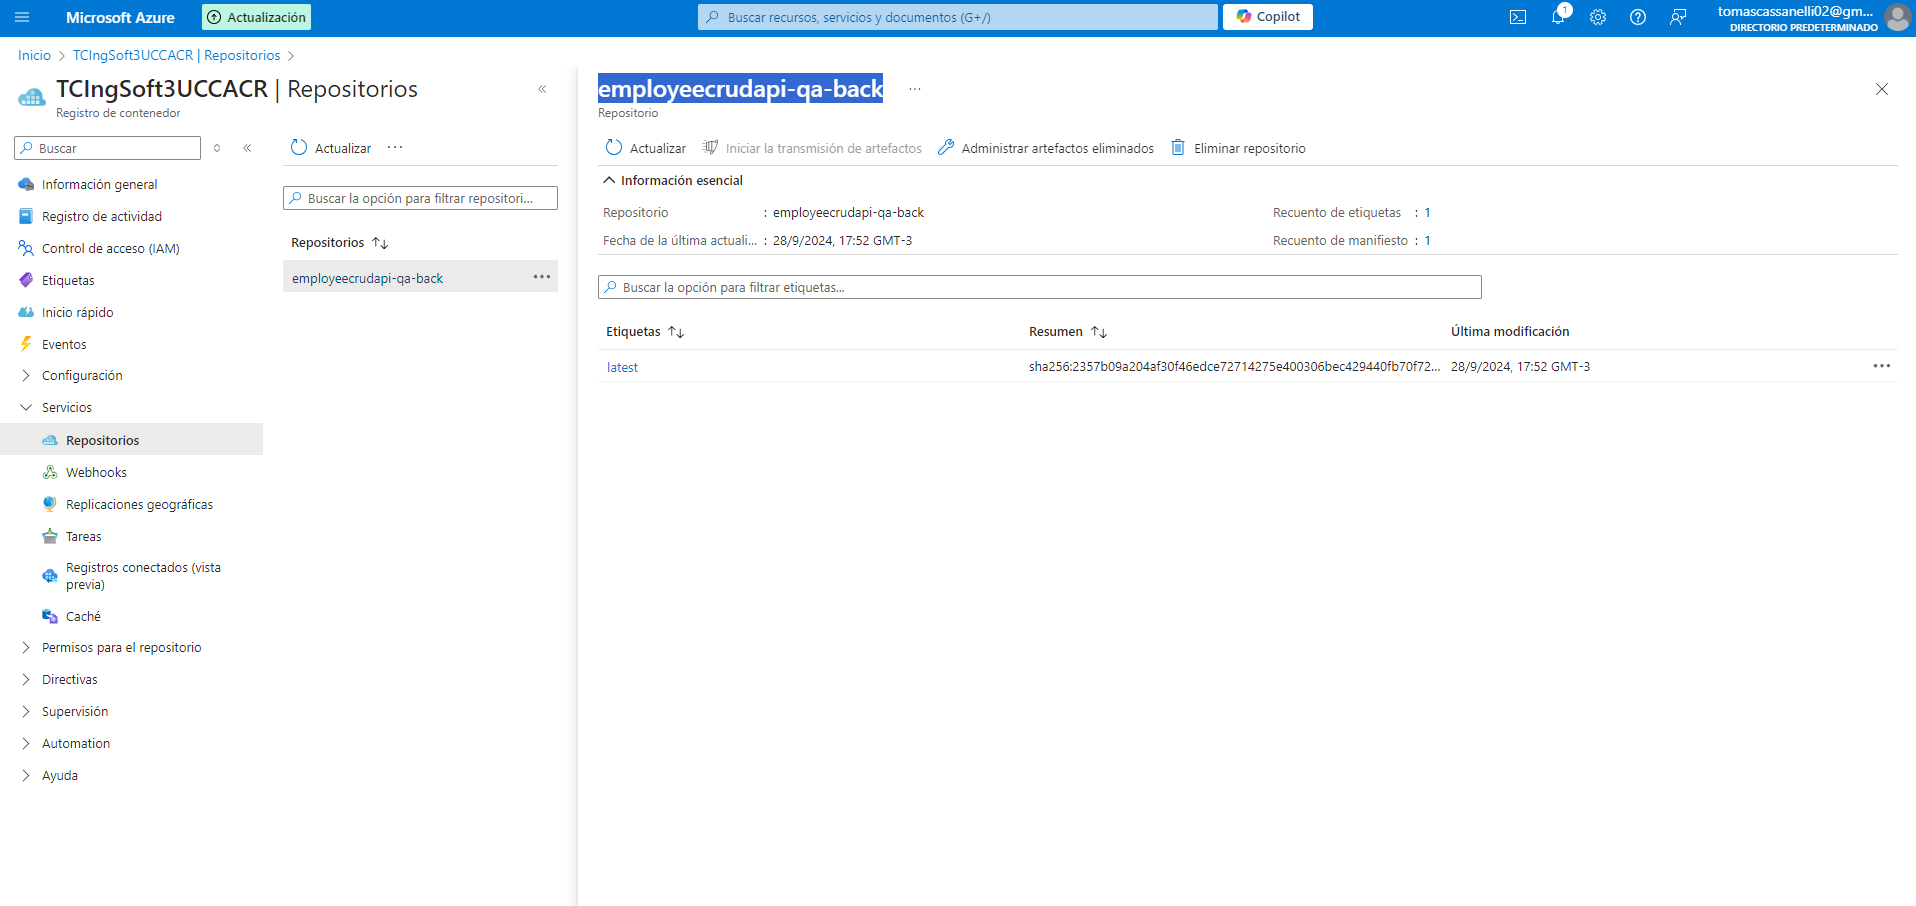 Microsoft Azure
Actualización
Buscar recursos, servicios y documentos (G+/)
Copilot
1
tomascassanelli02@gm...
DIRECTORIO PREDETERMINADO
Inicio > TCIngSoft3UCCACR | Repositorios >
TCIngSoft3UCCACR | Repositorios
Registro de contenedor
Buscar
Información general
Registro de actividad
Control de acceso (IAM)
Etiquetas
Inicio rápido
Eventos
Configuración
Servicios
Repositorios
Webhooks
Replicaciones geográficas
Tareas
Registros conectados (vista
previa)
Caché
Permisos para el repositorio
Directivas
Supervisión
Automation
Ayuda
Actualizar ...
Buscar la opción para filtrar repositori...
Repositorios
employeecrudapi-qa-back ...
employeecrudapi-qa-back ...
Repositorio
Actualizar Iniciar la transmisión de artefactos Administrar artefactos eliminados Eliminar repositorio
Información esencial
Repositorio : employeecrudapi-qa-back Recuento de etiquetas : 1
Fecha de la última actuali... : 28/9/2024, 17:52 GMT-3 Recuento de manifiesto : 1
Buscar la opción para filtrar etiquetas...
Etiquetas Resumen Última modificación
latest sha256:2357b09a204af30f46edce72714275e400306bec429440fb70f72... 28/9/2024, 17:52 GMT-3 ...